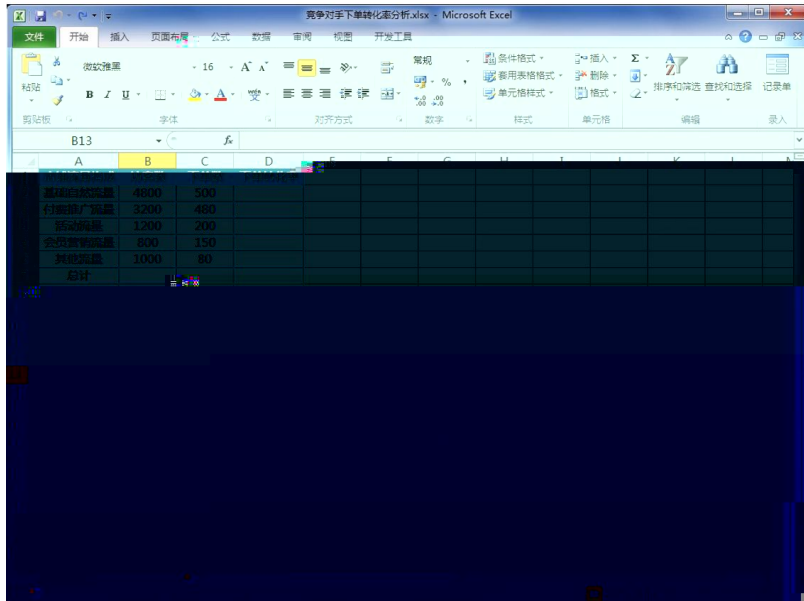 竞争对手下单转化率分析.xlsx - Microsoft Excel
文件 开始 插入 页面布局 公式 数据 审阅 视图 开发工具
粘贴 微软雅黑 16 A A 常规 条件格式 插入 Σ
套用表格格式 删除 排序和筛选 查找和选择 记录单
B I U A % , 单元格样式 格式
剪贴板 字体 对齐方式 数字 样式 单元格 编辑 录入
B13 fx
A B C D
基础自然流量 4800 500
付费推广流量 3200 480
活动流量 1200 200
会员营销流量 800 150
其他流量 1000 80
总计